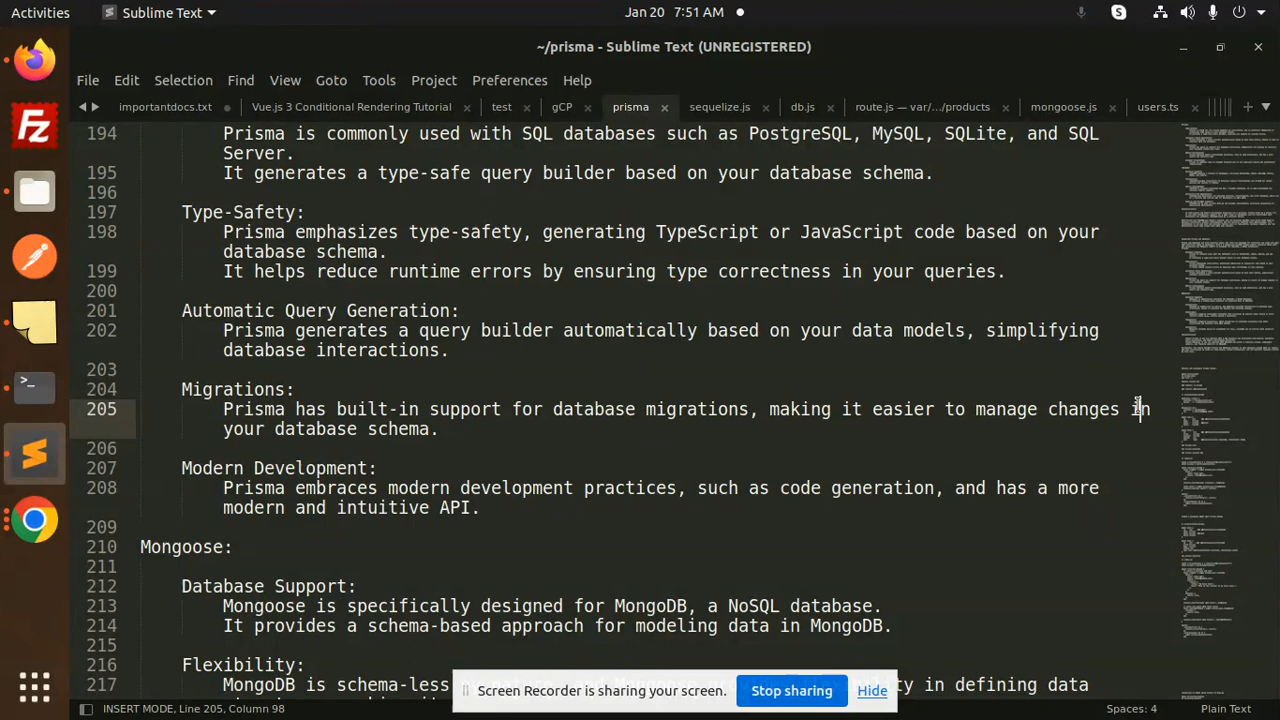 Activities
Sublime Text
Jan 20 7:51 AM
~/prisma - Sublime Text (UNREGISTERED)
File Edit Selection Find View Goto Tools Project Preferences Help
importantdocs.txt Vue.js 3 Conditional Rendering Tutorial test gCP prisma sequelize.js db.js route.js — var/.../products mongoose.js users.ts
194 Prisma is commonly used with SQL databases such as PostgreSQL, MySQL, SQLite, and SQL
Server.
195 It generates a type-safe query builder based on your database schema.
196
197 Type-Safety:
198 Prisma emphasizes type-safety, generating TypeScript or JavaScript code based on your
database schema.
199 It helps reduce runtime errors by ensuring type correctness in your queries.
200
201 Automatic Query Generation:
202 Prisma generates a query builder automatically based on your data models, simplifying
database interactions.
203
204 Migrations:
205 Prisma has built-in support for database migrations, making it easier to manage changes in
your database schema.
206
207 Modern Development:
208 Prisma embraces modern development practices, such as code generation, and has a more
modern and intuitive API.
209
210 Mongoose:
211
212 Database Support:
213 Mongoose is specifically designed for MongoDB, a NoSQL database.
214 It provides a schema-based approach for modeling data in MongoDB.
215
216 Flexibility:
217 MongoDB is schema-less in defining data
Screen Recorder is sharing your screen. Stop sharing Hide
INSERT MODE, Line 205, Column 98 Spaces: 4 Plain Text